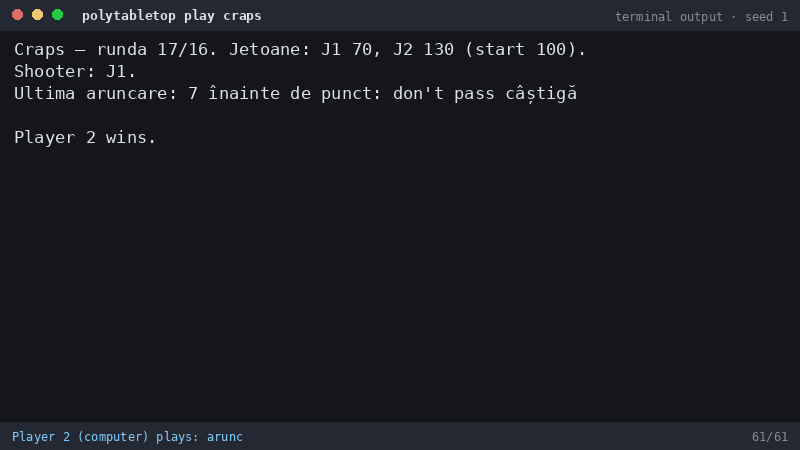 polytabletop play craps
terminal output · seed 1
Craps — runda 17/16. Jetoane: J1 70, J2 130 (start 100).
Shooter: J1.
Ultima aruncare: 7 înainte de punct: don't pass câștigă
Player 2 wins.
Player 2 (computer) plays: arunc
61/61